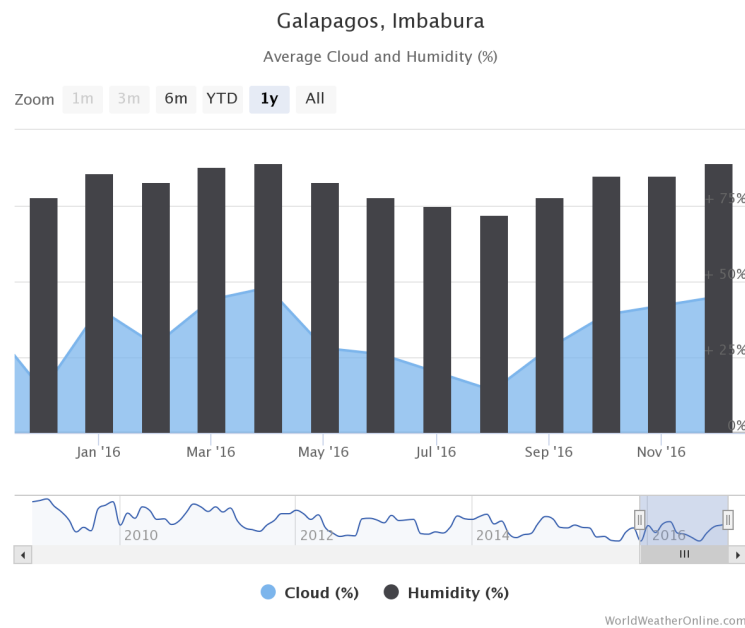 Galapagos, Imbabura
Average Cloud and Humidity (%)
Zoom 1m 3m 6m YTD 1y All
+ 75%
+ 50%
+ 25%
0%
Jan '16 Mar '16 May '16 Jul '16 Sep '16 Nov '16
2010 2012 2014 2016
Cloud (%) Humidity (%)
WorldWeatherOnline.com